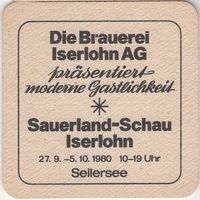 Die Brauerei
Iserlohn AG
präsentiert
moderne Gastlichkeit
Sauerland-Schau
Iserlohn
27. 9. –5. 10. 1980 10–19 Uhr
Seilersee